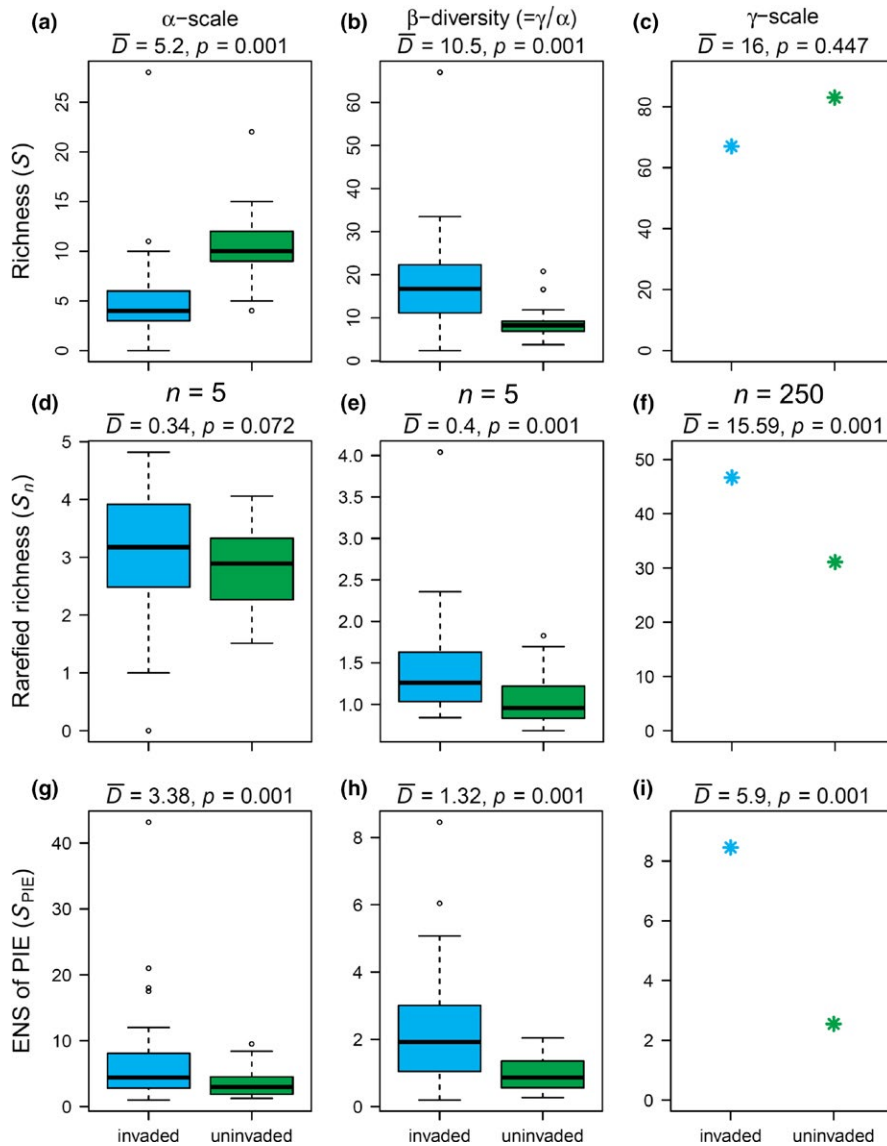 (a) α−scale (b) β−diversity (=γ/α) (c) γ−scale
D̅ = 5.2, p = 0.001 D̅ = 10.5, p = 0.001 D̅ = 16, p = 0.447
Richness (S)
0 5 10 15 20 25
0 10 20 30 40 50 60
0 20 40 60 80
(d) n = 5 (e) n = 5 (f) n = 250
D̅ = 0.34, p = 0.072 D̅ = 0.4, p = 0.001 D̅ = 15.59, p = 0.001
Rarefied richness (Sn)
0 1 2 3 4 5
1.0 1.5 2.0 2.5 3.0 3.5 4.0
0 10 20 30 40 50
(g) (h) (i)
D̅ = 3.38, p = 0.001 D̅ = 1.32, p = 0.001 D̅ = 5.9, p = 0.001
ENS of PIE (SPIE)
0 10 20 30 40
0 2 4 6 8
0 2 4 6 8
invaded uninvaded invaded uninvaded invaded uninvaded